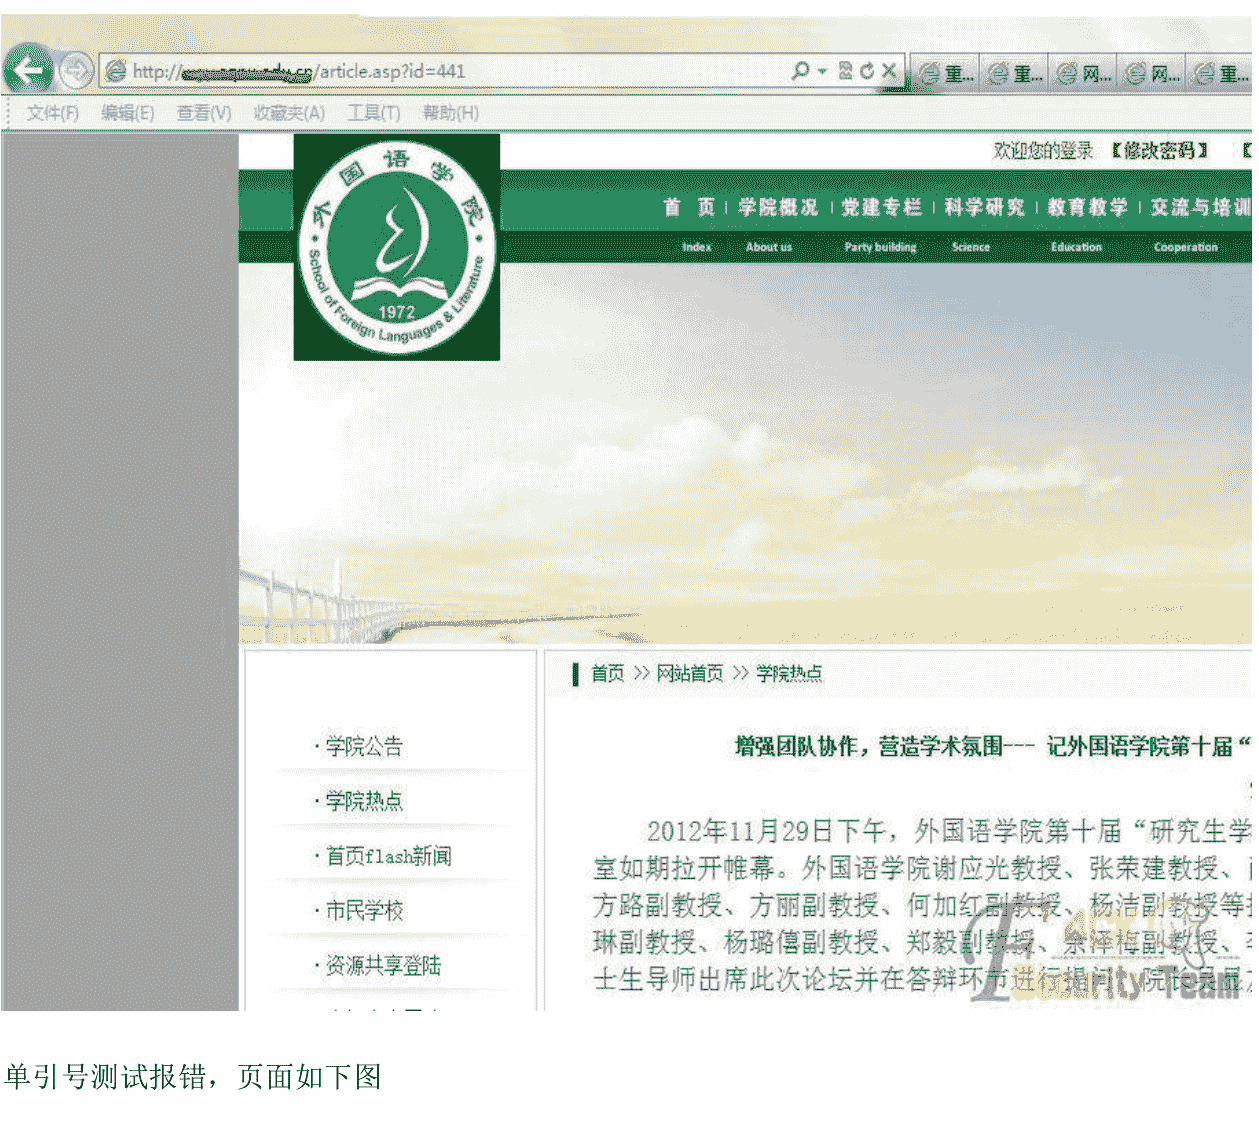 /article.asp?id=441
重... 重... 网... 网... 重...
文件(F) 编辑(E) 查看(V) 收藏夹(A) 工具(T) 帮助(H)
欢迎您的登录 【修改密码】 【
外国语学院
School of Foreign Languages & Literature
1972
首 页 | 学院概况 | 党建专栏 | 科学研究 | 教育教学 | 交流与培训
Index About us Party building Science Education Cooperation
首页 >> 网站首页 >> 学院热点
·学院公告
·学院热点
·首页flash新闻
·市民学校
·资源共享登陆
增强团队协作，营造学术氛围--- 记外国语学院第十届“
2012年11月29日下午，外国语学院第十届“研究生学
室如期拉开帷幕。外国语学院谢应光教授、张荣建教授、
方路副教授、方丽副教授、何加红副教授、杨洁副教授等
琳副教授、杨璐僖副教授、郑毅副教授、余泽梅副教授、
士生导师出席此次论坛并在答辩环节进行提问。院长吴显
Security Team
单引号测试报错，页面如下图